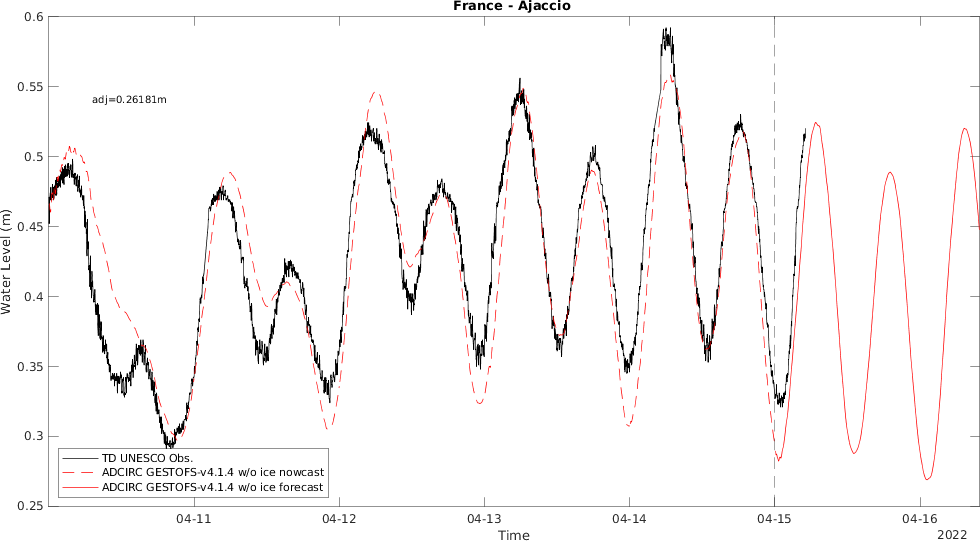 France - Ajaccio
0.6
0.55
0.5
0.45
0.4
0.35
0.3
0.25
Water Level (m)
adj=0.26181m
TD UNESCO Obs.
ADCIRC GESTOFS-v4.1.4 w/o ice nowcast
ADCIRC GESTOFS-v4.1.4 w/o ice forecast
04-11 04-12 04-13 04-14 04-15 04-16
Time
2022